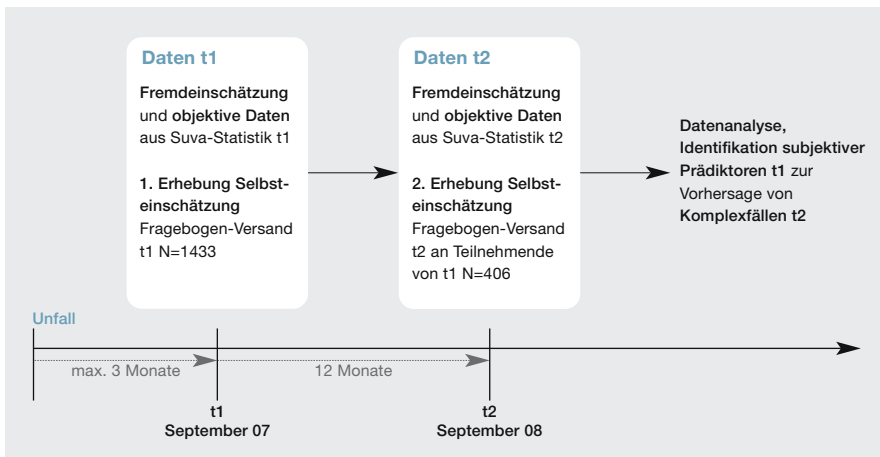 Daten t1
Fremdeinschätzung
und objektive Daten
aus Suva-Statistik t1
1. Erhebung Selbst-
einschätzung
Fragebogen-Versand
t1 N=1433
Daten t2
Fremdeinschätzung
und objektive Daten
aus Suva-Statistik t2
2. Erhebung Selbst-
einschätzung
Fragebogen-Versand
t2 an Teilnehmende
von t1 N=406
Datenanalyse,
Identifikation subjektiver
Prädiktoren t1 zur
Vorhersage von
Komplexfällen t2
Unfall
max. 3 Monate
12 Monate
t1
September 07
t2
September 08